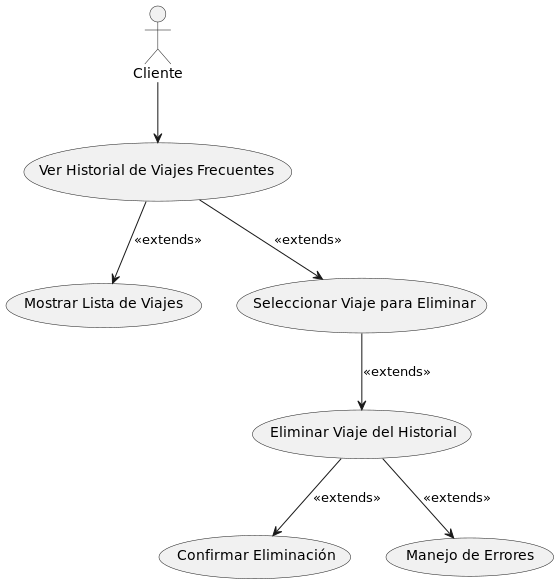 Cliente
Ver Historial de Viajes Frecuentes
«extends»
«extends»
Mostrar Lista de Viajes
Seleccionar Viaje para Eliminar
«extends»
Eliminar Viaje del Historial
«extends»
«extends»
Confirmar Eliminación
Manejo de Errores